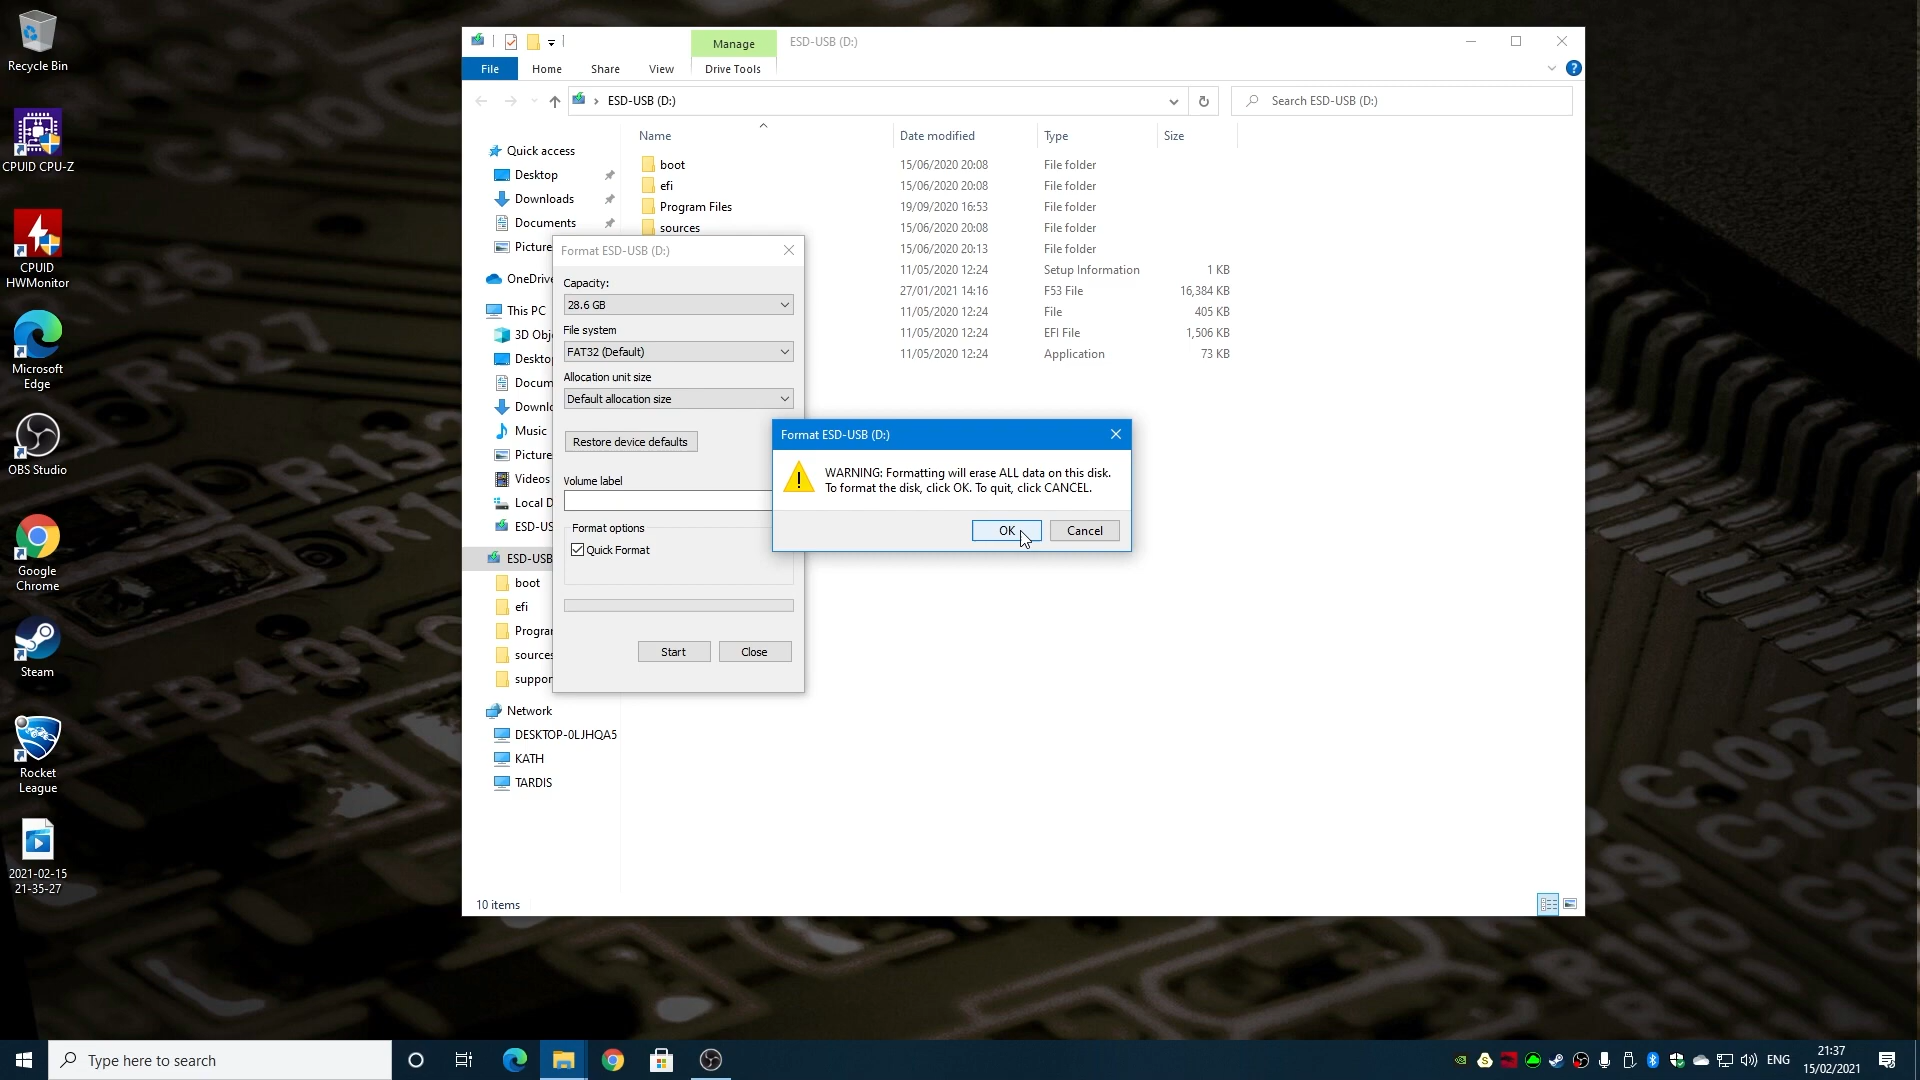 Recycle Bin
CPUID CPU-Z
CPUID
HWMonitor
Microsoft
Edge
OBS Studio
Google
Chrome
Steam
Rocket
League
2021-02-15
21-35-27
Manage
ESD-USB (D:)
File
Home
Share
View
Drive Tools
ESD-USB (D:)
Search ESD-USB (D:)
Name
Date modified
Type
Size
Quick access
Desktop
Downloads
Documents
Picture
OneDrive
This PC
3D Obj
Deskto
Docum
Downlo
Music
Picture
Videos
Local D
ESD-US
ESD-USB
boot
efi
Program
sources
suppor
Network
DESKTOP-0LJHQA5
KATH
TARDIS
boot 15/06/2020 20:08 File folder
efi 15/06/2020 20:08 File folder
Program Files 19/09/2020 16:53 File folder
sources 15/06/2020 20:08 File folder
15/06/2020 20:13 File folder
11/05/2020 12:24 Setup Information 1 KB
27/01/2021 14:16 F53 File 16,384 KB
11/05/2020 12:24 File 405 KB
11/05/2020 12:24 EFI File 1,506 KB
11/05/2020 12:24 Application 73 KB
Format ESD-USB (D:)
Capacity:
28.6 GB
File system
FAT32 (Default)
Allocation unit size
Default allocation size
Restore device defaults
Volume label
Format options
Quick Format
Start
Close
Format ESD-USB (D:)
WARNING: Formatting will erase ALL data on this disk.
To format the disk, click OK. To quit, click CANCEL.
OK
Cancel
10 items
Type here to search
ENG
21:37
15/02/2021